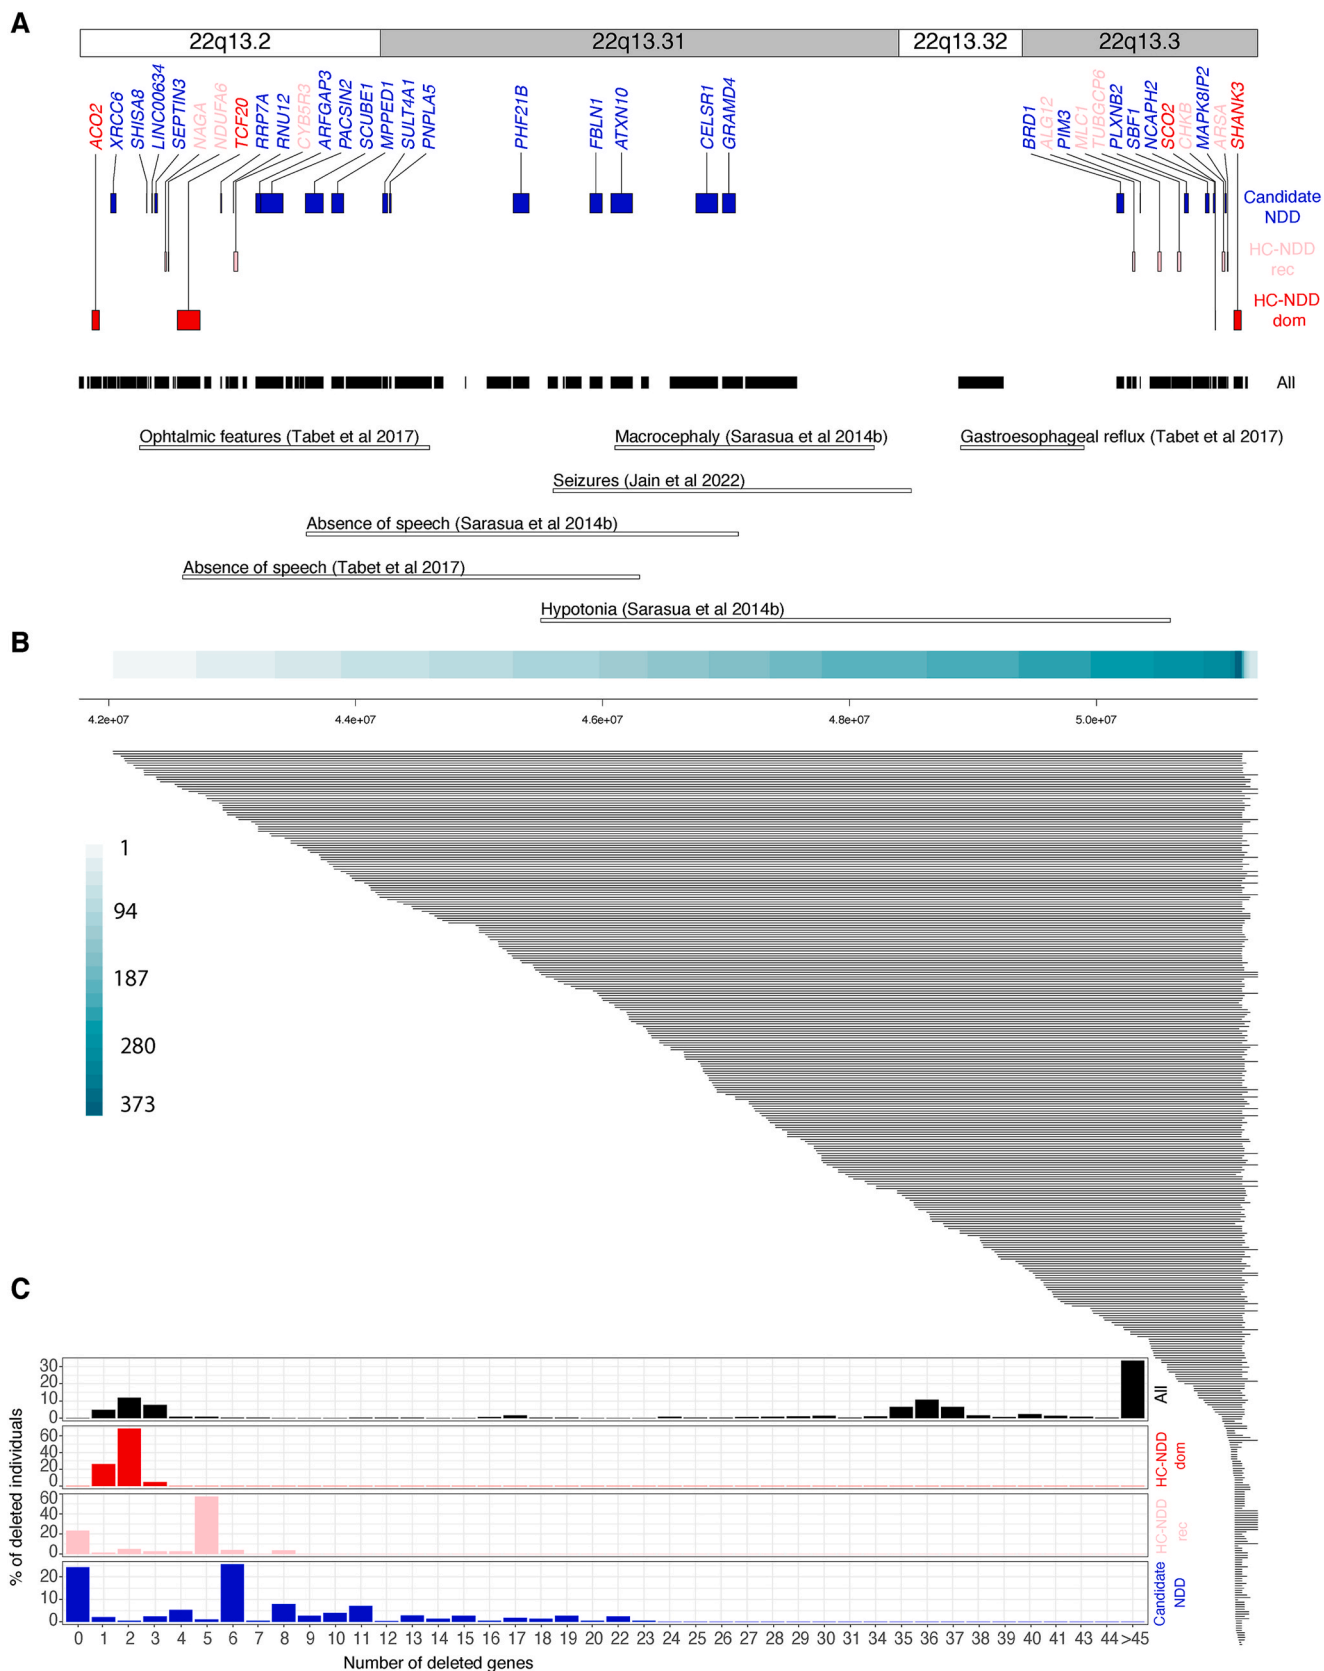 A
22q13.2
22q13.31
22q13.32
22q13.3
ACO2
XRCC6
SHISA8
LINC00634
SEPTIN3
NAGA
NDUFA6
TCF20
RRP7A
RNU12
CYB5R3
ARFGAP3
PACSIN2
SCUBE1
MPPED1
SULT4A1
PNPLA5
PHF21B
FBLN1
ATXN10
CELSR1
GRAMD4
BRD1
ALG12
PIM3
MLC1
TUBGCP6
PLXNB2
SBF1
NCAPH2
SCO2
CHKB
MAPK8IP2
ARSA
SHANK3
Candidate
NDD
HC-NDD
rec
HC-NDD
dom
All
Ophtalmic features (Tabet et al 2017)
Macrocephaly (Sarasua et al 2014b)
Gastroesophageal reflux (Tabet et al 2017)
Seizures (Jain et al 2022)
Absence of speech (Sarasua et al 2014b)
Absence of speech (Tabet et al 2017)
Hypotonia (Sarasua et al 2014b)
B
4.2e+07 4.4e+07 4.6e+07 4.8e+07 5.0e+07
1
94
187
280
373
C
% of deleted individuals
30
20
10
0
All
60
40
20
0
HC-NDD
dom
60
40
20
0
HC-NDD
rec
20
10
0
Candidate
NDD
0 1 2 3 4 5 6 7 8 9 10 11 12 13 14 15 16 17 18 19 20 22 23 24 26 27 28 29 30 31 34 35 36 37 38 39 40 41 43 44 >45
Number of deleted genes